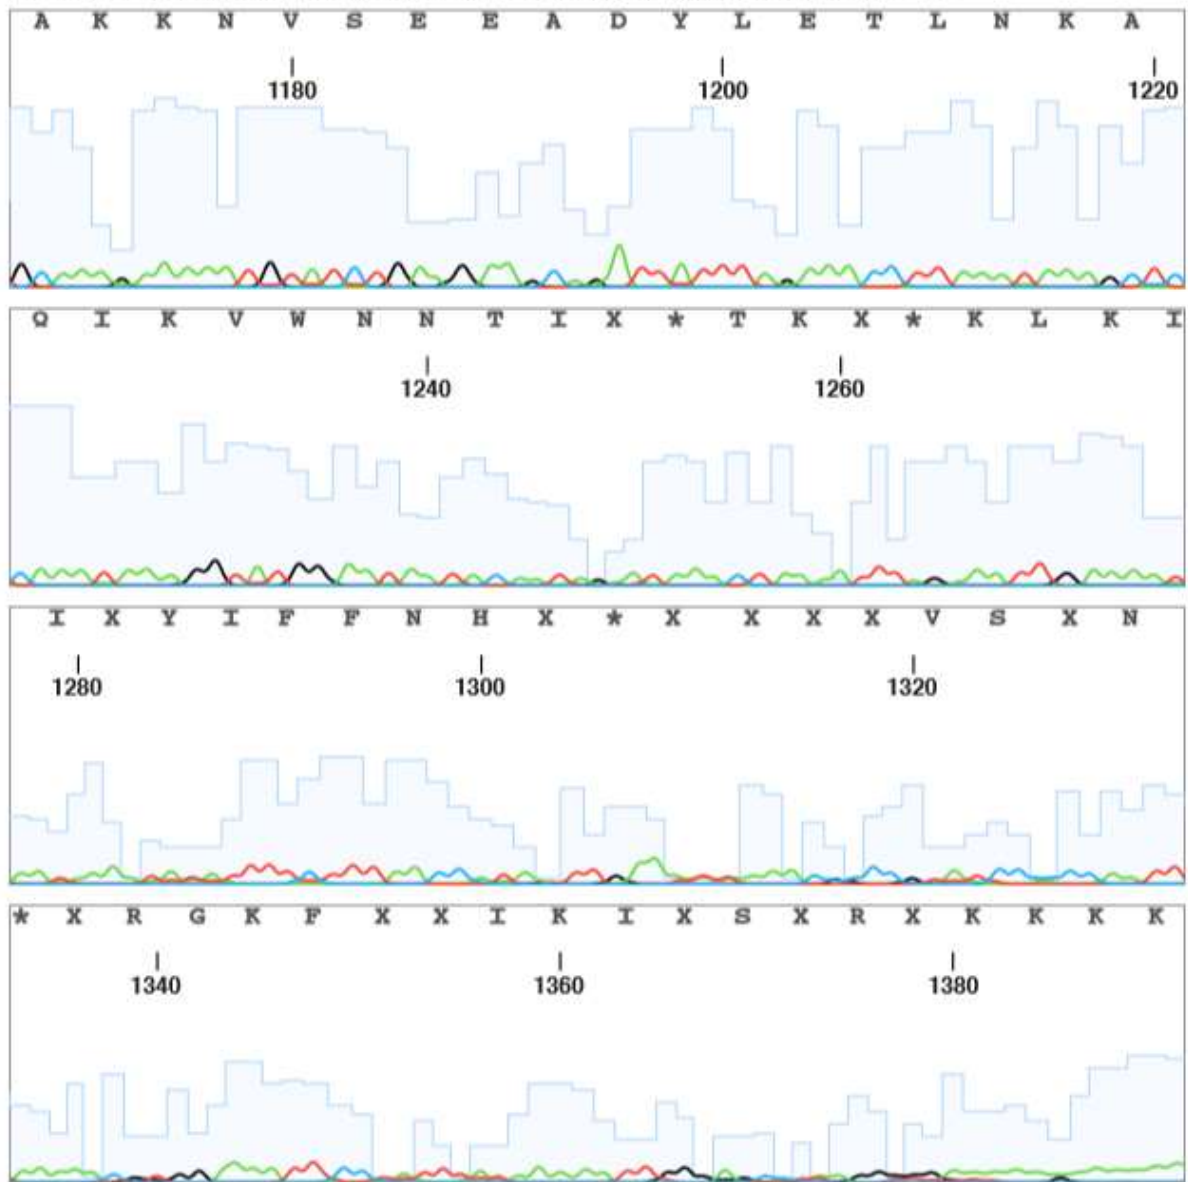 A K K N V S E E A D Y L E T L N K A
1180 1200 1220
Q I K V W N N T I X * T K X * K L K I
1240 1260
I X Y I F F N H X * X X X X V S X N
1280 1300 1320
* X R G K F X X I K I X S X R X K K K K
1340 1360 1380